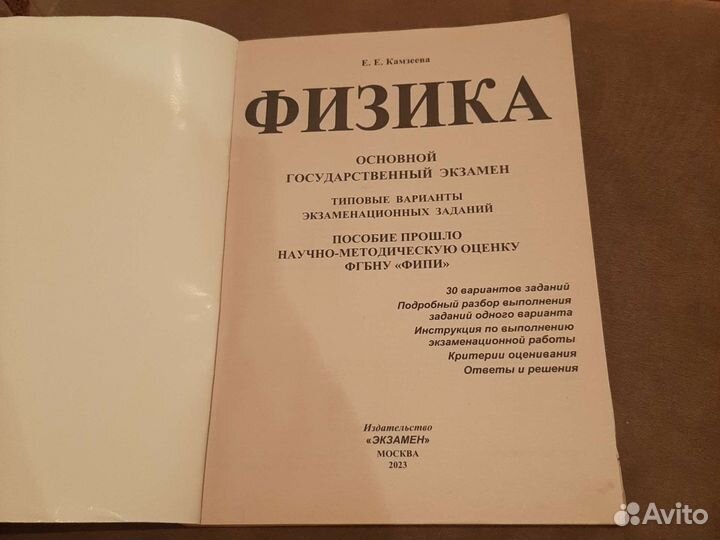 Е. Е. Камзеева
ФИЗИКА
ОСНОВНОЙ
ГОСУДАРСТВЕННЫЙ ЭКЗАМЕН
ТИПОВЫЕ ВАРИАНТЫ
ЭКЗАМЕНАЦИОННЫХ ЗАДАНИЙ
ПОСОБИЕ ПРОШЛО
НАУЧНО-МЕТОДИЧЕСКУЮ ОЦЕНКУ
ФГБНУ «ФИПИ»
30 вариантов заданий
Подробный разбор выполнения
заданий одного варианта
Инструкция по выполнению
экзаменационной работы
Критерии оценивания
Ответы и решения
Издательство
«ЭКЗАМЕН»
МОСКВА
2023
Avito